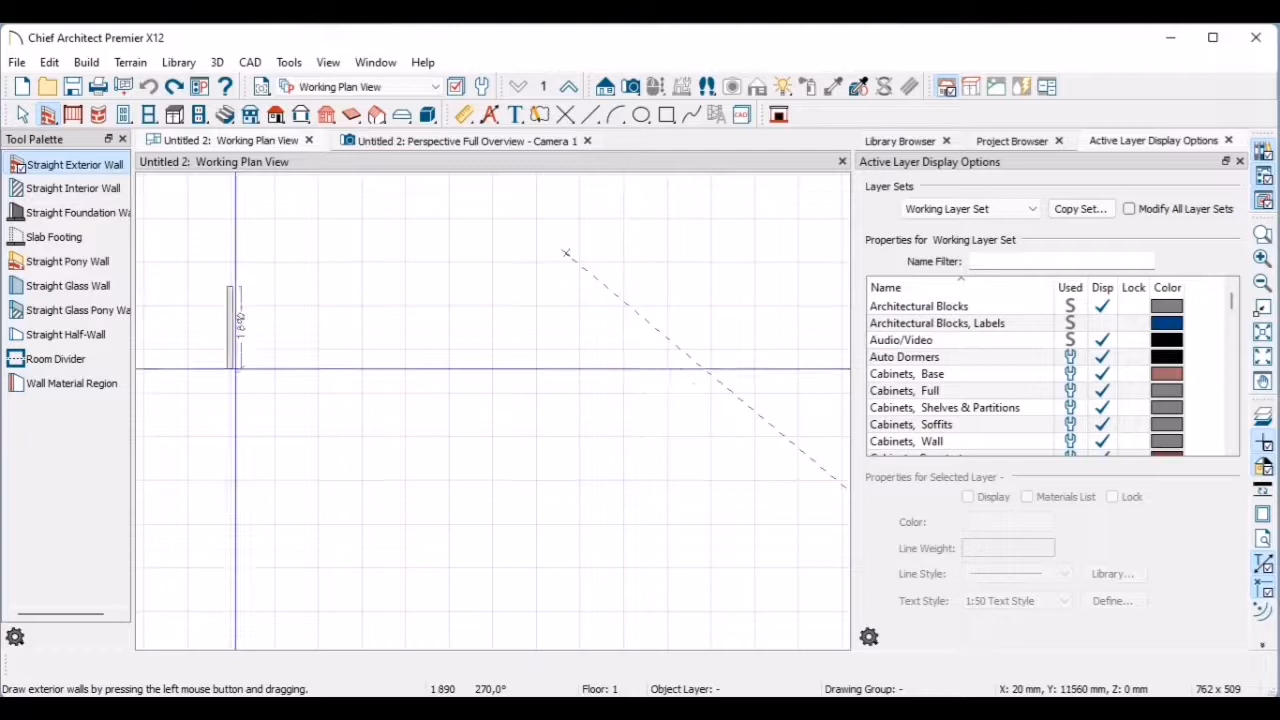 Chief Architect Premier X12
File Edit Build Terrain Library 3D CAD Tools View Window Help
Working Plan View 1
CAD
Tool Palette
Untitled 2: Working Plan View
Untitled 2: Perspective Full Overview - Camera 1
Library Browser
Project Browser
Active Layer Display Options
Untitled 2: Working Plan View
Active Layer Display Options
Straight Exterior Wall
Straight Interior Wall
Straight Foundation Wa
Slab Footing
Straight Pony Wall
Straight Glass Wall
Straight Glass Pony Wa
Straight Half-Wall
Room Divider
Wall Material Region
1 890
Layer Sets
Working Layer Set Copy Set... Modify All Layer Sets
Properties for Working Layer Set
Name Filter:
Name Used Disp Lock Color
Architectural Blocks S
Architectural Blocks, Labels S
Audio/Video S
Auto Dormers
Cabinets, Base
Cabinets, Full
Cabinets, Shelves & Partitions
Cabinets, Soffits
Cabinets, Wall
Properties for Selected Layer -
Display Materials List Lock
Color:
Line Weight:
Line Style: Library...
Text Style: 1:50 Text Style Define...
Draw exterior walls by pressing the left mouse button and dragging. 1 890 270,0° Floor: 1 Object Layer: - Drawing Group: - X: 20 mm, Y: 11560 mm, Z: 0 mm 762 x 509